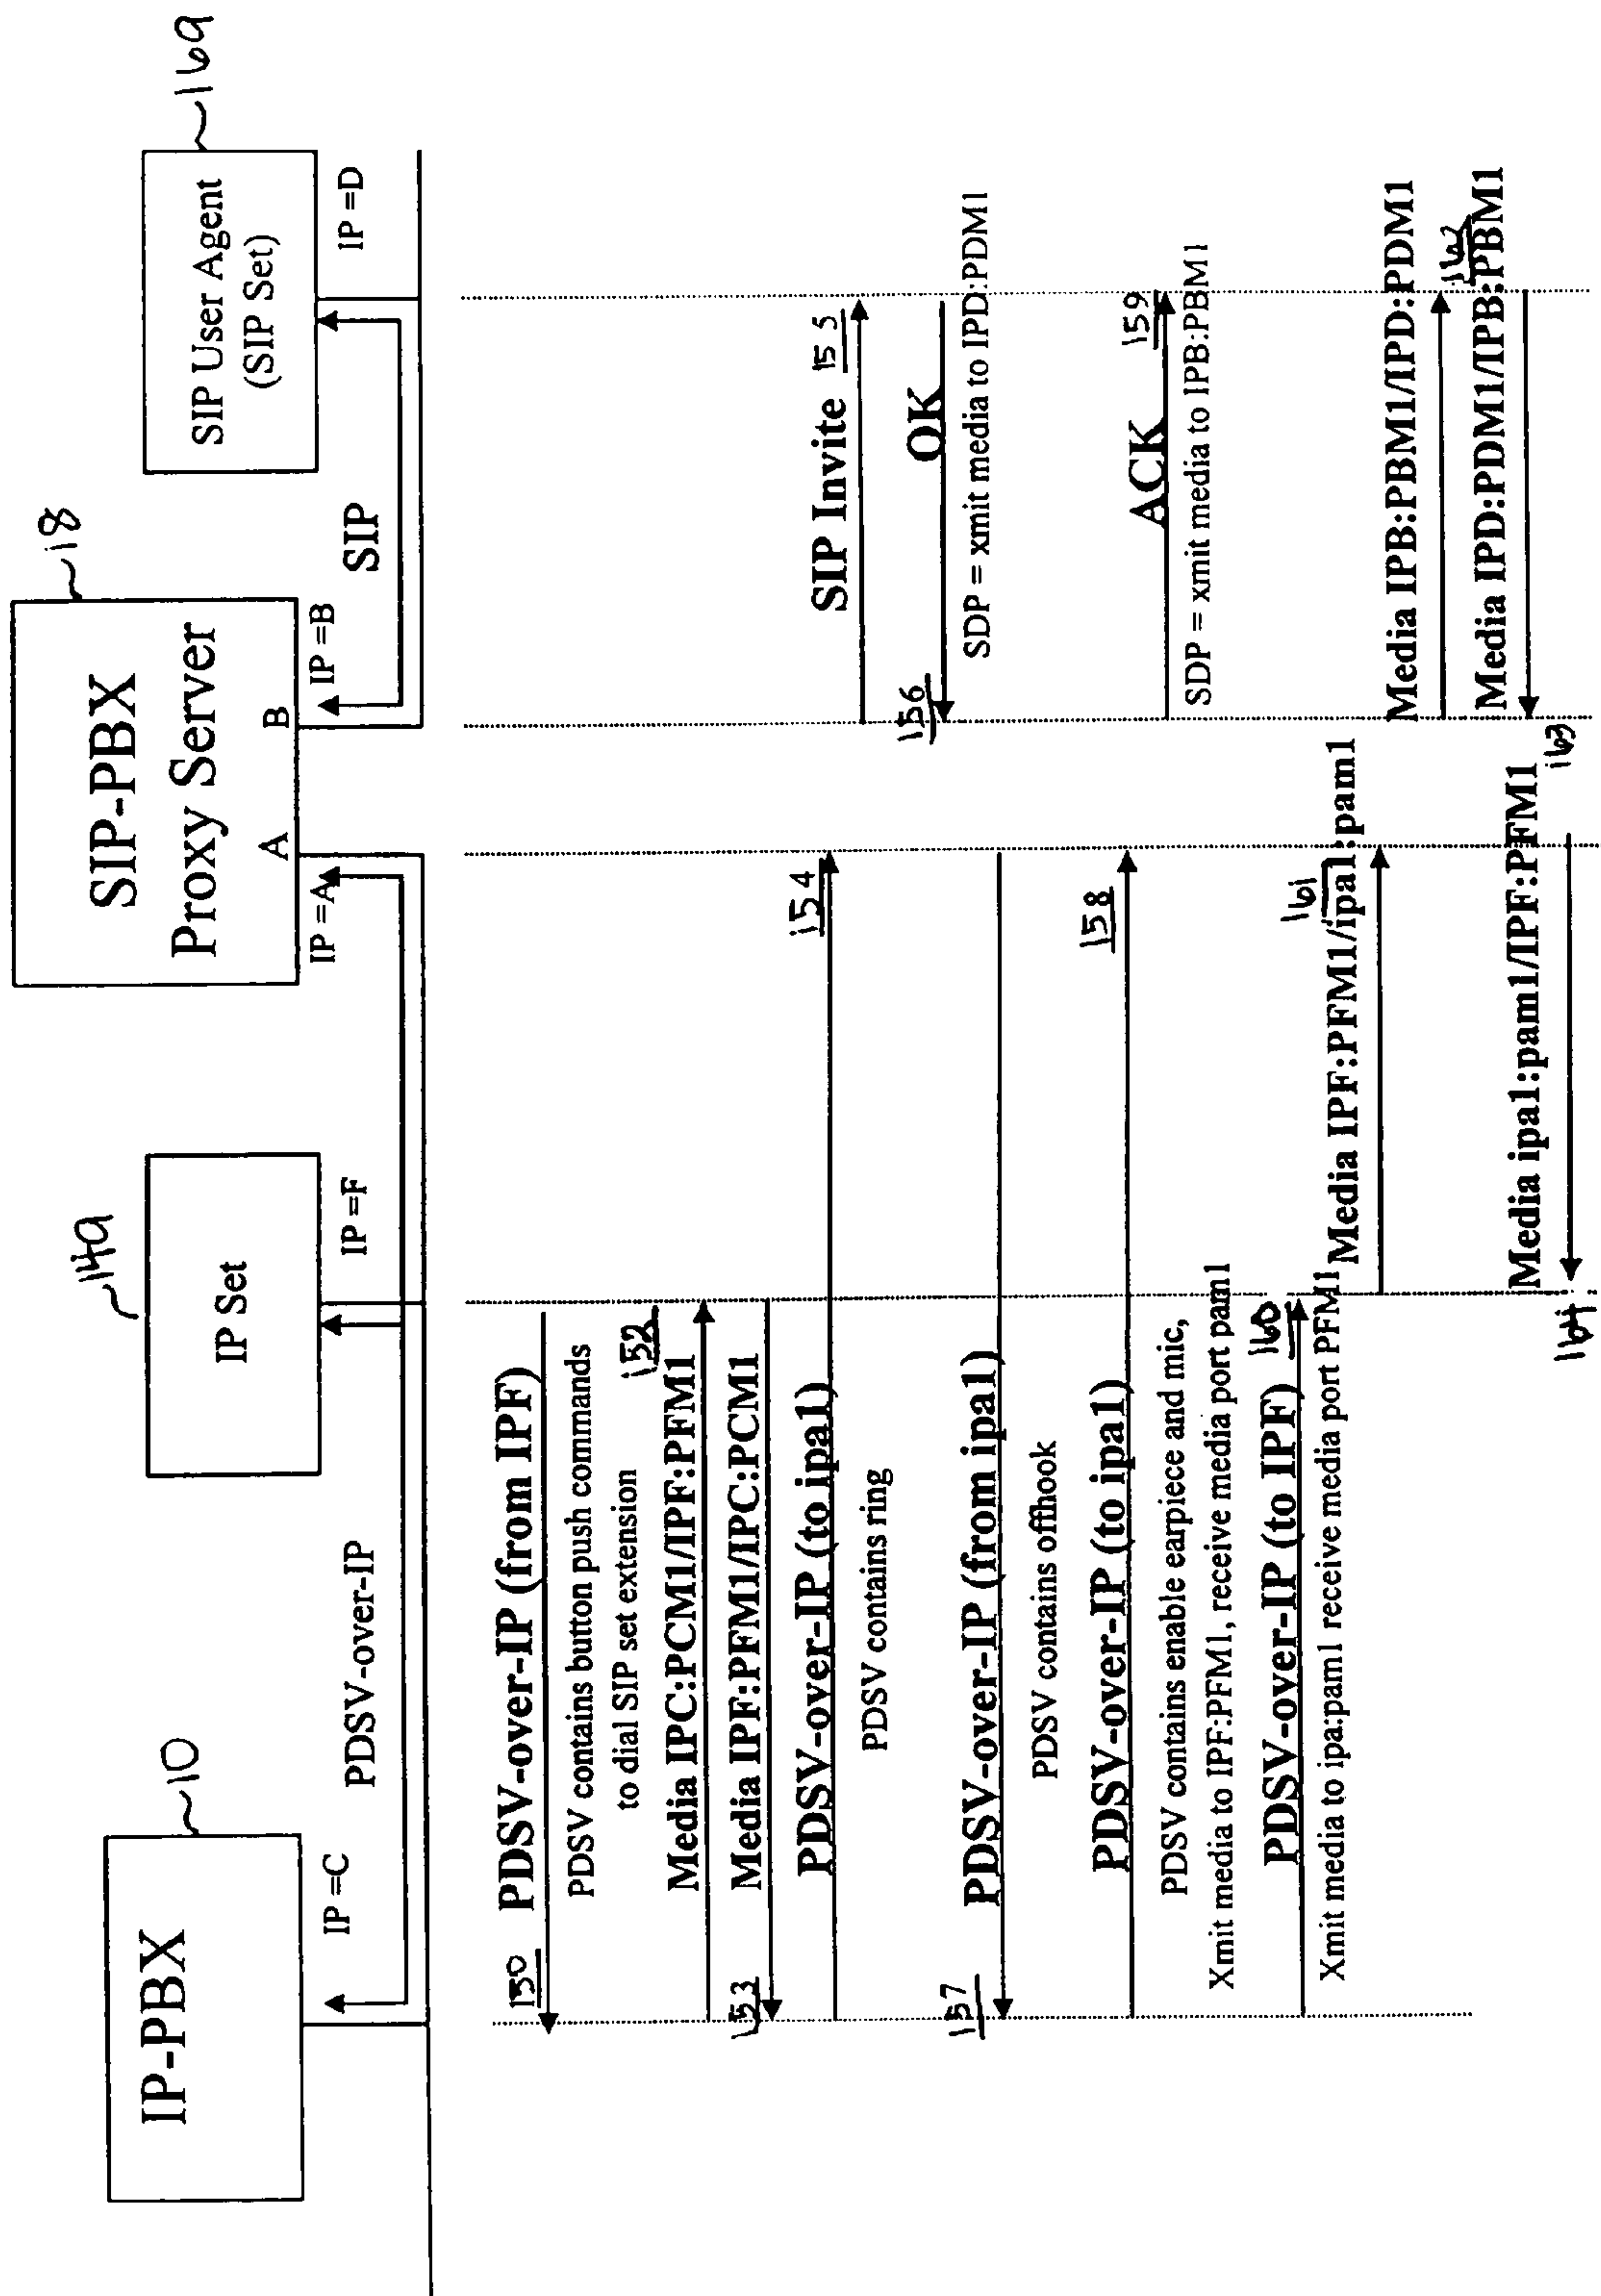 IP-PBX
10
IP =C
PDSV-over-IP
IP Set
149
IP =F
SIP-PBX
Proxy Server
18
A
B
IP =A
IP =B
SIP
SIP User Agent
(SIP Set)
169
IP =D
150
PDSV-over-IP (from IPF)
PDSV contains button push commands
to dial SIP set extension
152
Media IPC:PCM1/IPF:PFM1
153
Media IPF:PFM1/IPC:PCM1
PDSV-over-IP (to ipa1)
154
PDSV contains ring
SIP Invite
155
156
OK
SDP = xmit media to IPD:PDM1
157
PDSV-over-IP (from ipa1)
PDSV contains offhook
PDSV-over-IP (to ipa1)
158
ACK
159
SDP = xmit media to IPB:PBM1
PDSV contains enable earpiece and mic,
Xmit media to IPF:PFM1, receive media port pam1
PDSV-over-IP (to IPF)
160
Xmit media to ipa:pam1 receive media port PFM1
161
Media IPF:PFM1/ipa1:pam1
Media IPB:PBM1/IPD:PDM1
162
Media IPD:PDM1/IPB:PBM1
163
Media ipa1:pam1/IPF:PFM1
164